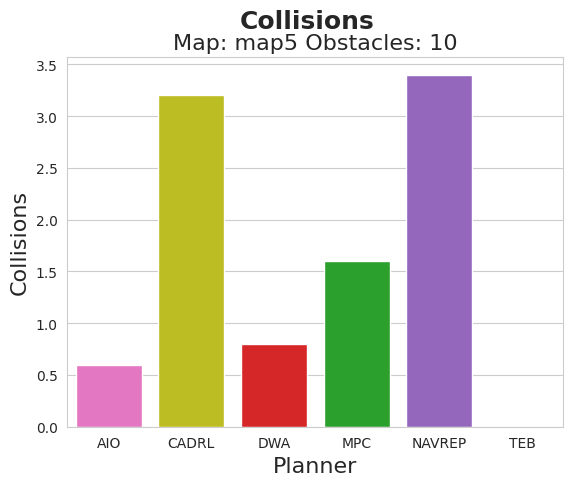 Collisions
Map: map5 Obstacles: 10
3.5
3.0
2.5
2.0
1.5
1.0
0.5
0.0
Collisions
AIO CADRL DWA MPC NAVREP TEB
Planner